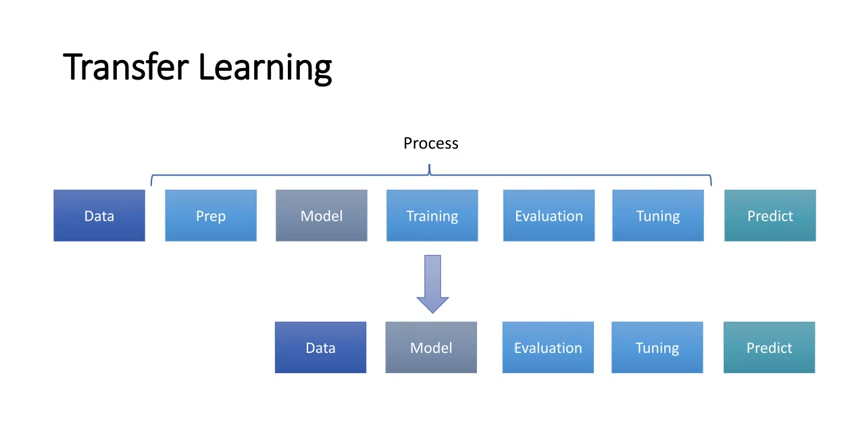 Transfer Learning
Process
Data Prep Model Training Evaluation Tuning Predict
Data Model Evaluation Tuning Predict